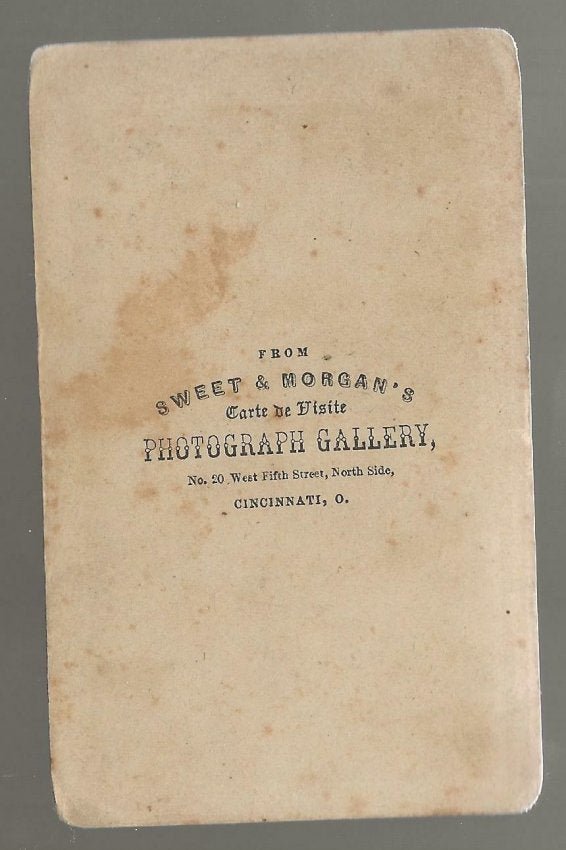 FROM
SWEET & MORGAN'S
Carte de Visite
PHOTOGRAPH GALLERY,
No. 20 West Fifth Street, North Side,
CINCINNATI, O.